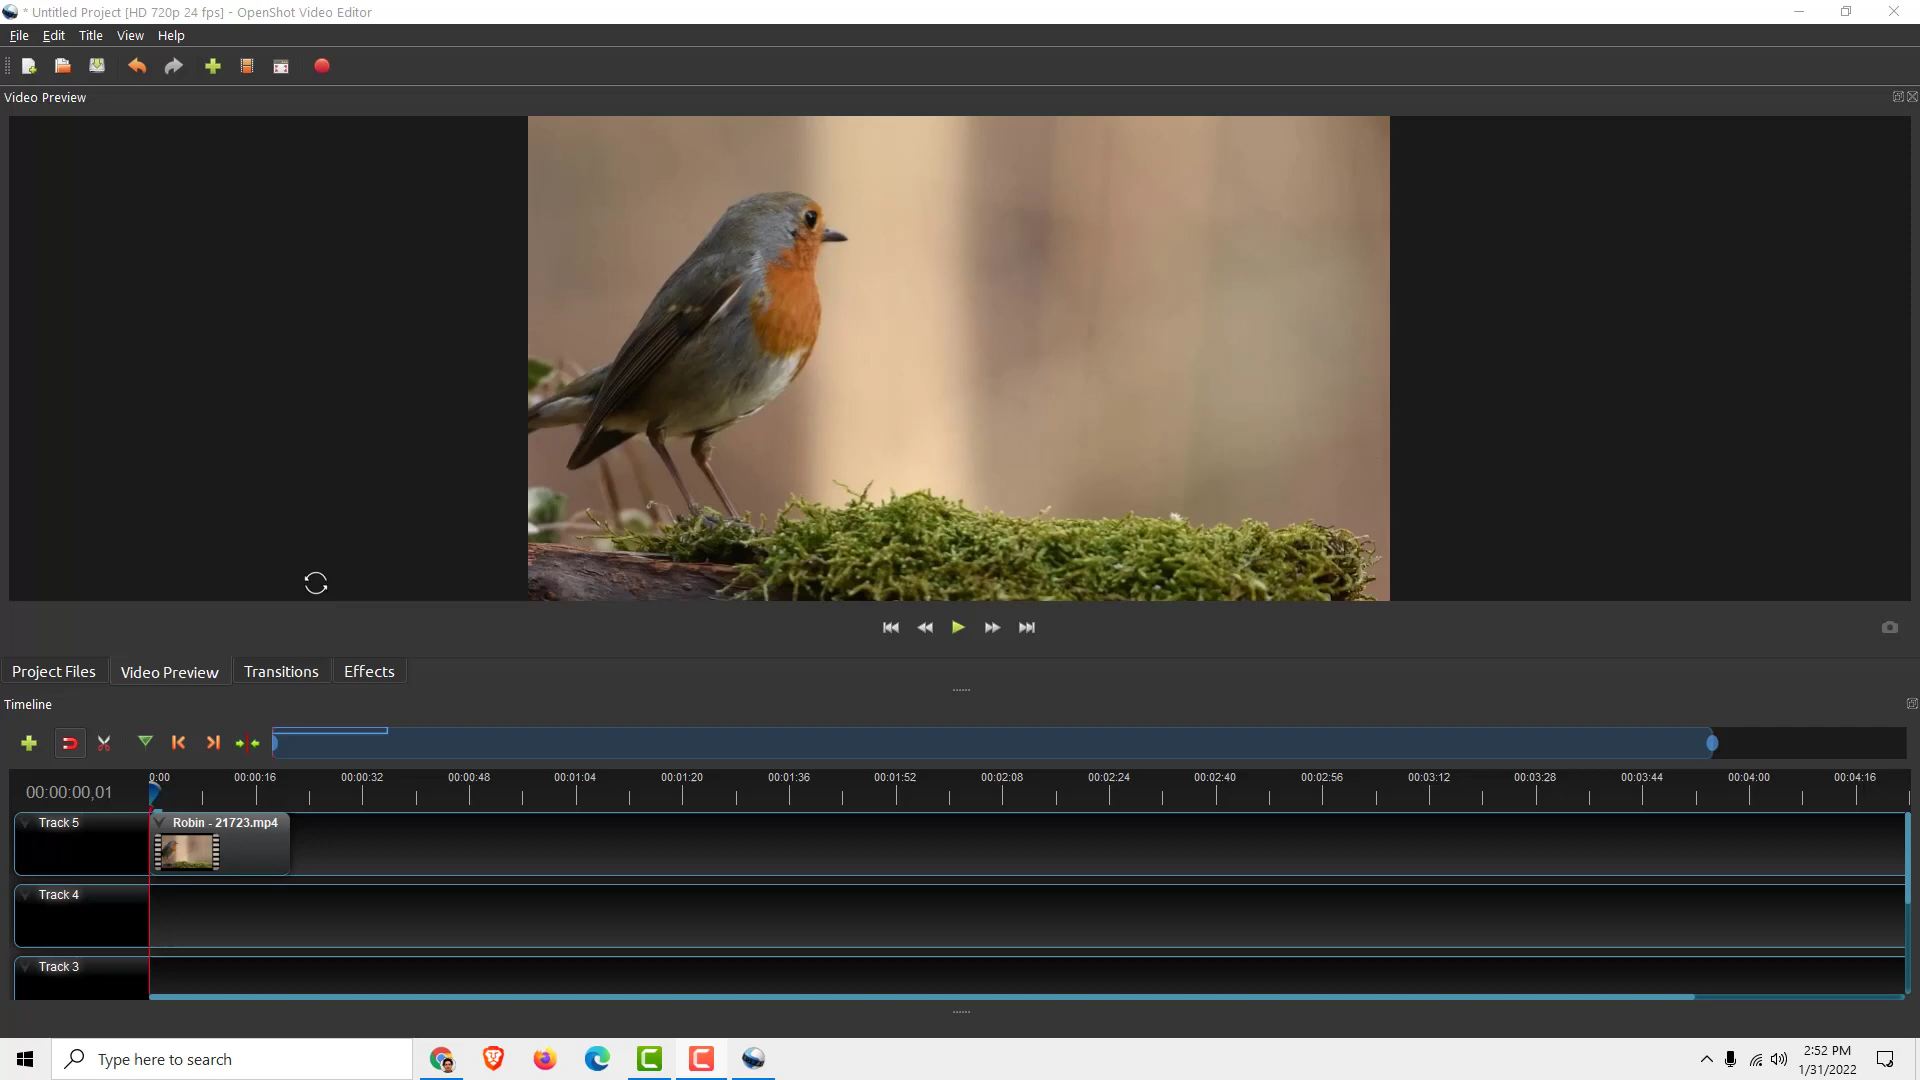 * Untitled Project [HD 720p 24 fps] - OpenShot Video Editor
File Edit Title View Help
Video Preview
Project Files Video Preview Transitions Effects
Timeline
0:00 00:00:16 00:00:32 00:00:48 00:01:04 00:01:20 00:01:36 00:01:52 00:02:08 00:02:24 00:02:40 00:02:56 00:03:12 00:03:28 00:03:44 00:04:00 00:04:16
00:00:00,01
Track 5 Robin - 21723.mp4
Track 4
Track 3
Type here to search
2:52 PM
1/31/2022